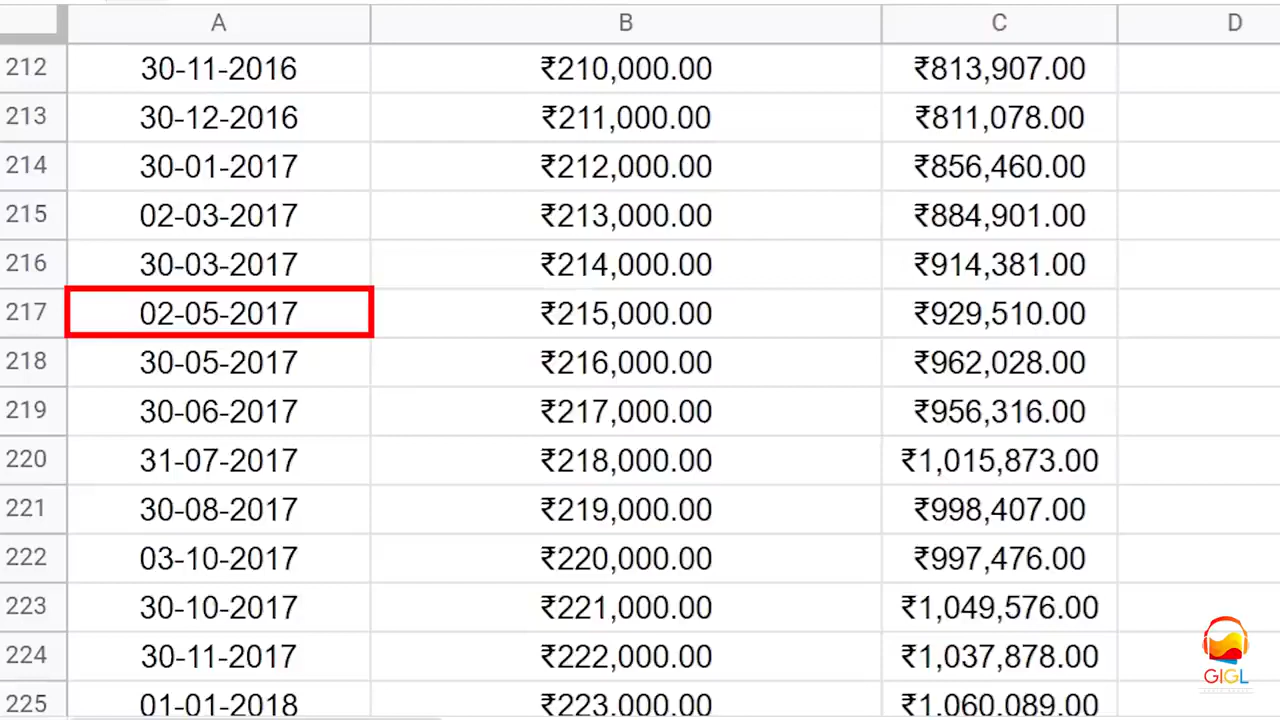 A B C D
212 30-11-2016 ₹210,000.00 ₹813,907.00
213 30-12-2016 ₹211,000.00 ₹811,078.00
214 30-01-2017 ₹212,000.00 ₹856,460.00
215 02-03-2017 ₹213,000.00 ₹884,901.00
216 30-03-2017 ₹214,000.00 ₹914,381.00
217 02-05-2017 ₹215,000.00 ₹929,510.00
218 30-05-2017 ₹216,000.00 ₹962,028.00
219 30-06-2017 ₹217,000.00 ₹956,316.00
220 31-07-2017 ₹218,000.00 ₹1,015,873.00
221 30-08-2017 ₹219,000.00 ₹998,407.00
222 03-10-2017 ₹220,000.00 ₹997,476.00
223 30-10-2017 ₹221,000.00 ₹1,049,576.00
224 30-11-2017 ₹222,000.00 ₹1,037,878.00
225 01-01-2018 ₹223,000.00 ₹1,060,089.00
GIGL